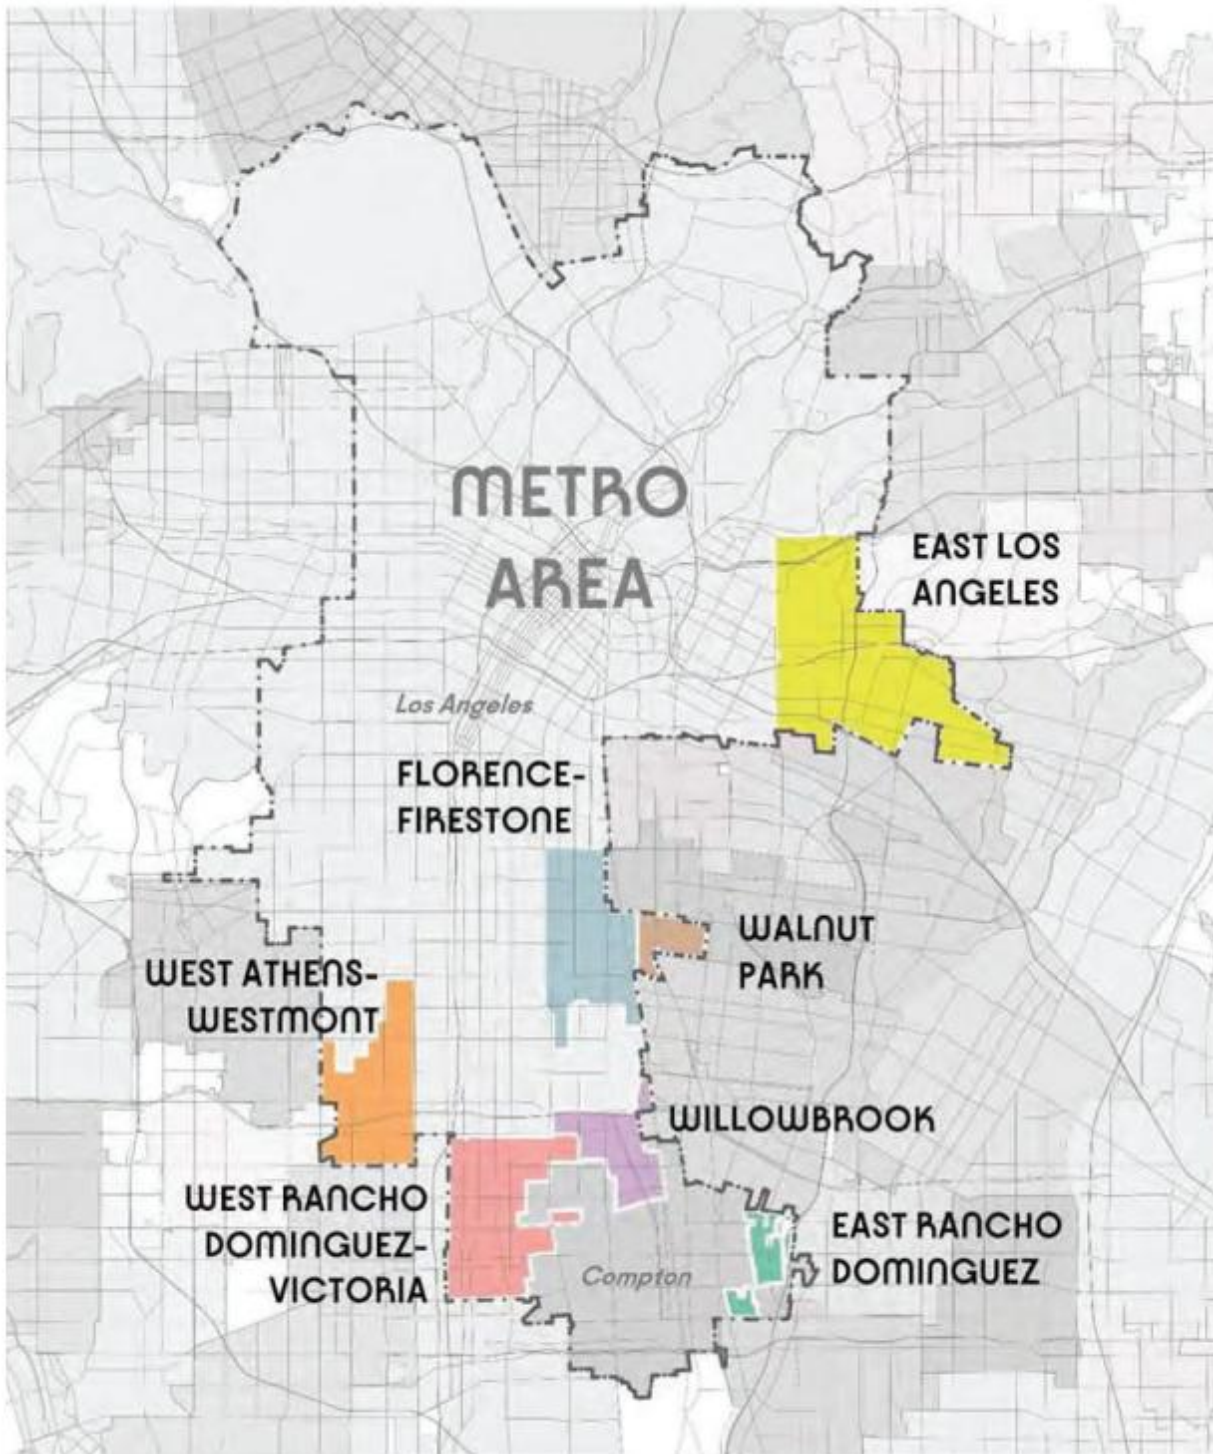 METRO
AREA
EAST LOS
ANGELES
Los Angeles
FLORENCE-
FIRESTONE
WALNUT
PARK
WEST ATHENS-
WESTMONT
WILLOWBROOK
WEST RANCHO
DOMINGUEZ-
VICTORIA
EAST RANCHO
DOMINGUEZ
Compton